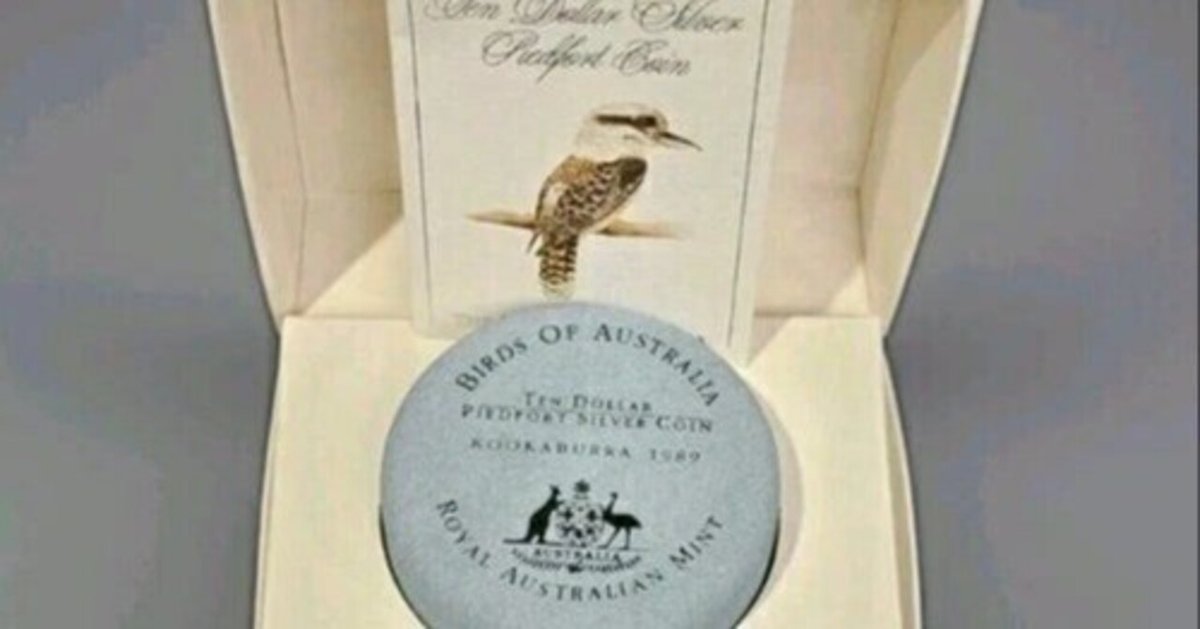 Ten Dollar Silver
Piedfort Coin
BIRDS OF AUSTRALIA
TEN DOLLAR
PIEDFORT SILVER COIN
KOOKABURRA 1989
AUSTRALIA
ROYAL AUSTRALIAN MINT